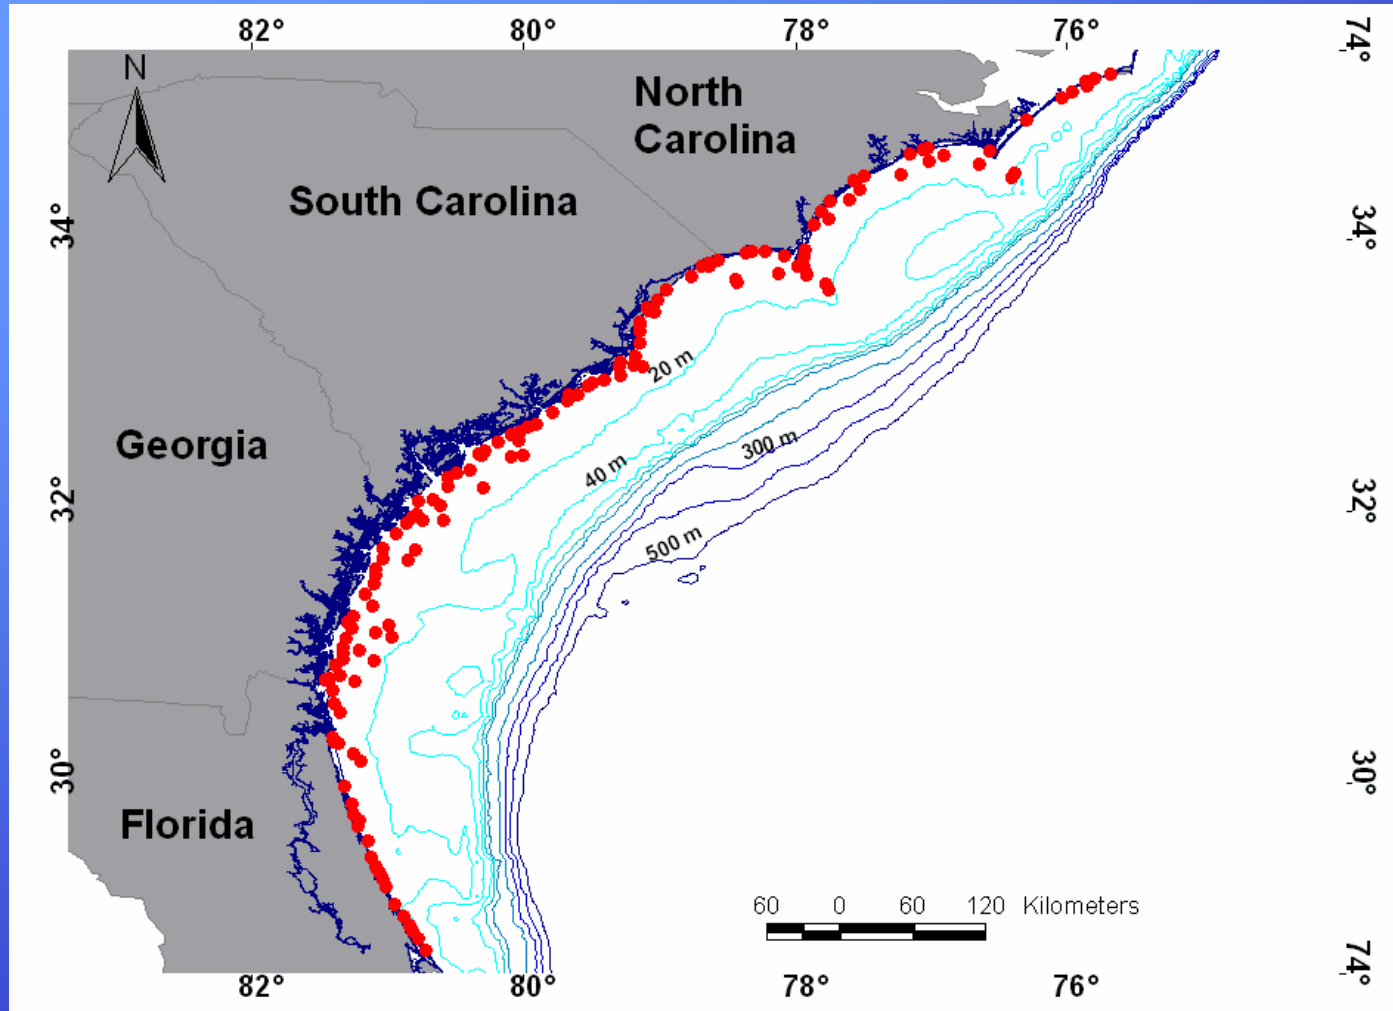 82° 80° 78° 76° 74°
N
North
Carolina
South Carolina
34° 34°
20 m
Georgia
300 m
40 m
32° 32°
500 m
30° 30°
Florida
60 0 60 120 Kilometers
82° 80° 78° 76° 74°